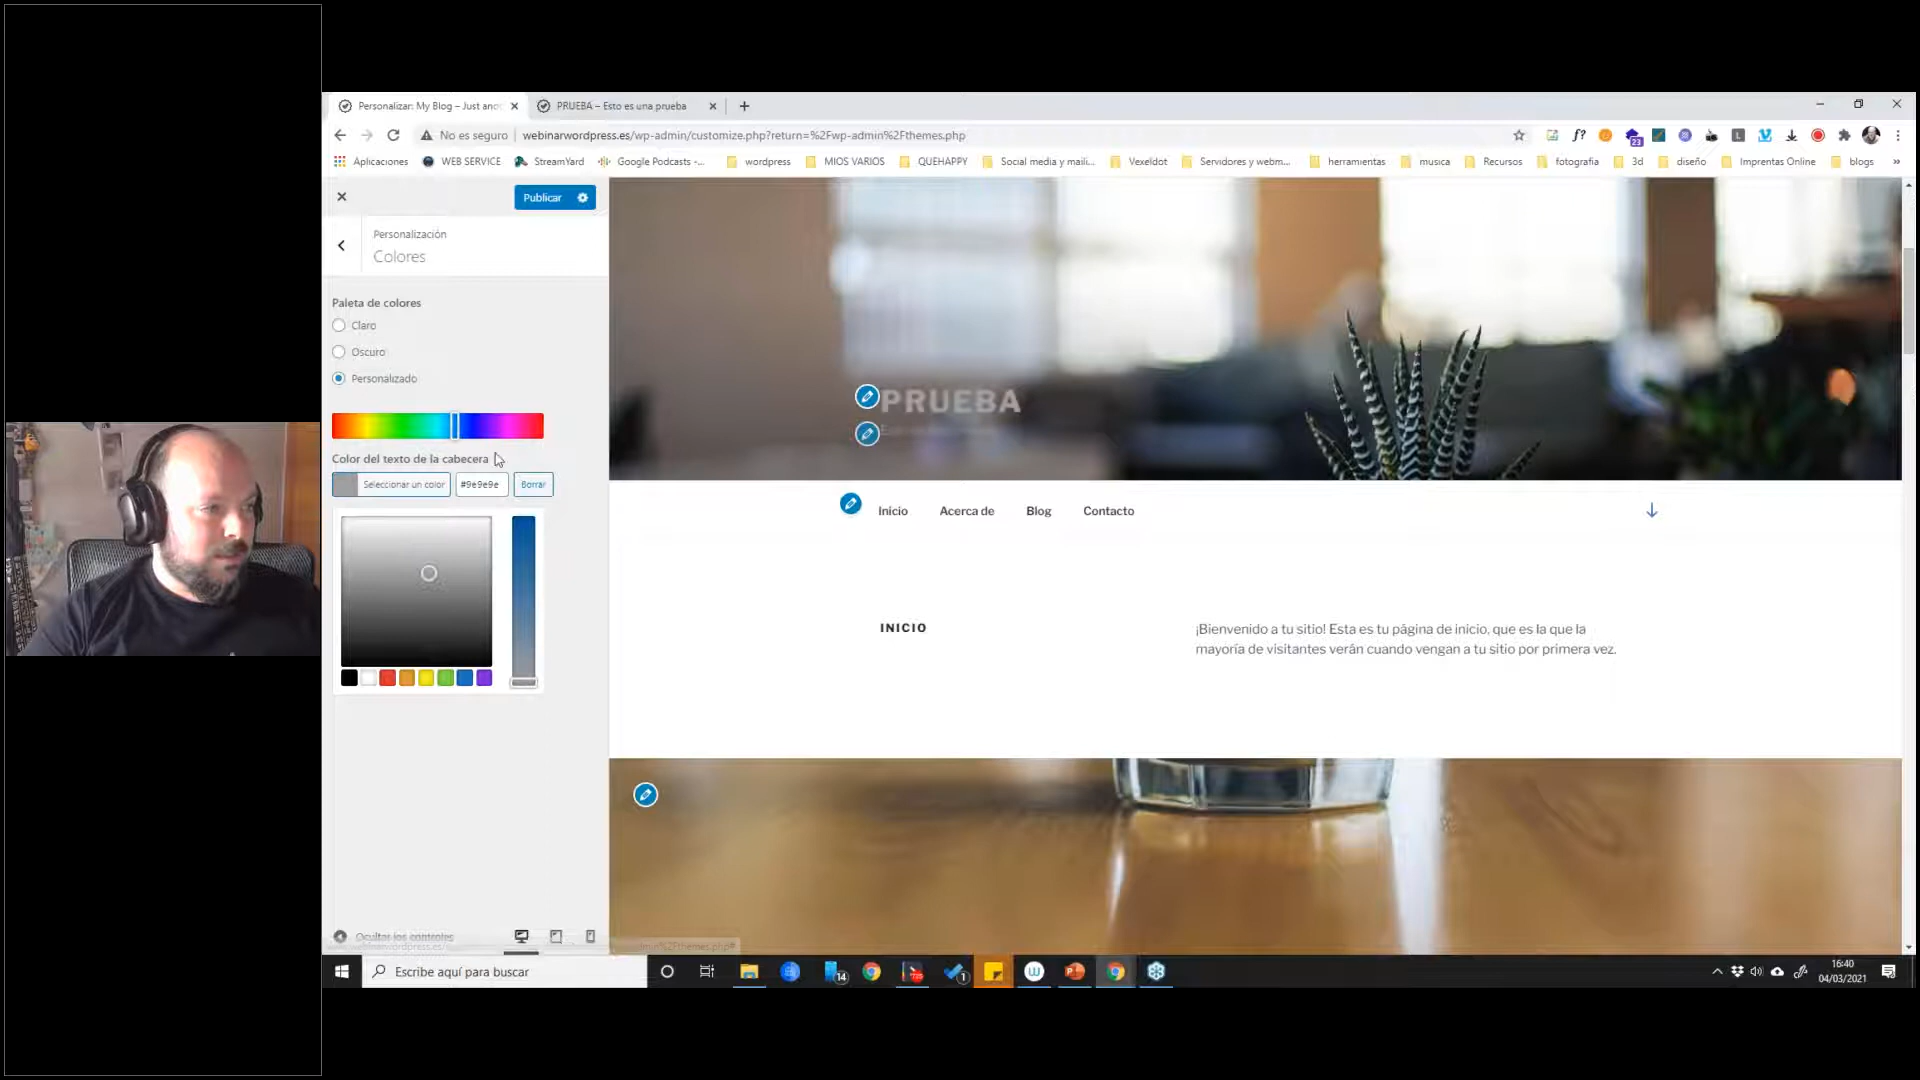 Personalizar: My Blog – Just ano
PRUEBA – Esto es una prueba
No es seguro
webinarwordpress.es/wp-admin/customize.php?return=%2Fwp-admin%2Fthemes.php
f?
23
Aplicaciones
WEB SERVICE
StreamYard
Google Podcasts -...
wordpress
MIOS VARIOS
QUEHAPPY
Social media y maili...
Vexeldot
Servidores y webm...
herramientas
musica
Recursos
fotografia
3d
diseño
Imprentas Online
blogs
»
Publicar
Personalización
Colores
Paleta de colores
Claro
Oscuro
Personalizado
Color del texto de la cabecera
Seleccionar un color
#9e9e9e
Borrar
PRUEBA
Inicio
Acerca de
Blog
Contacto
INICIO
¡Bienvenido a tu sitio! Esta es tu página de inicio, que es la que la
mayoría de visitantes verán cuando vengan a tu sitio por primera vez.
Ocultar los controles
Escribe aquí para buscar
14
1
16:40
04/03/2021